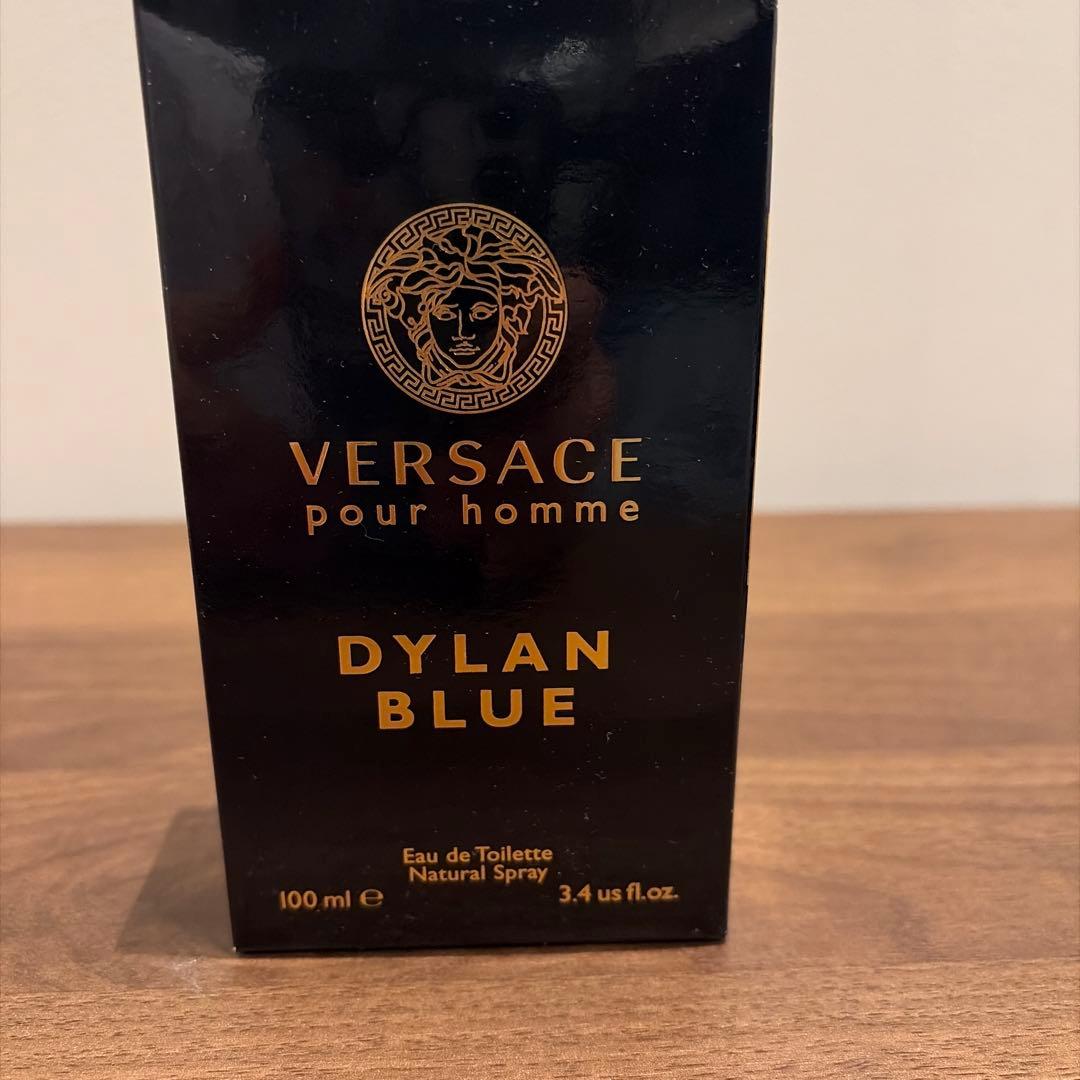 VERSACE
pour homme
DYLAN
BLUE
Eau de Toilette
Natural Spray
100 ml ℮
3.4 us fl.oz.